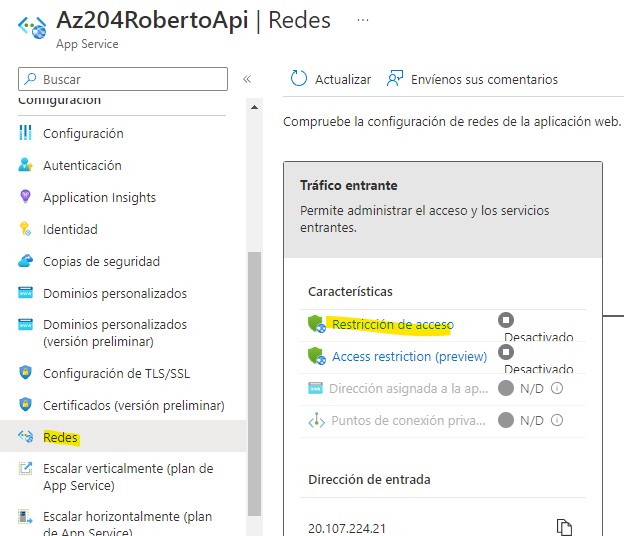 Az204RobertoApi | Redes ...
App Service
Buscar
«
Actualizar
Envíenos sus comentarios
Configuración
Configuración
Autenticación
Application Insights
Identidad
Copias de seguridad
Dominios personalizados
Dominios personalizados
(versión preliminar)
Configuración de TLS/SSL
Certificados (versión preliminar)
Redes
Escalar verticalmente (plan de
App Service)
Escalar horizontalmente (plan
de App Service)
Compruebe la configuración de redes de la aplicación web.
Tráfico entrante
Permite administrar el acceso y los servicios
entrantes.
Características
Restricción de acceso
Desactivado
Access restriction (preview)
Desactivado
Dirección asignada a la ap...
N/D
Puntos de conexión priva...
N/D
Dirección de entrada
20.107.224.21